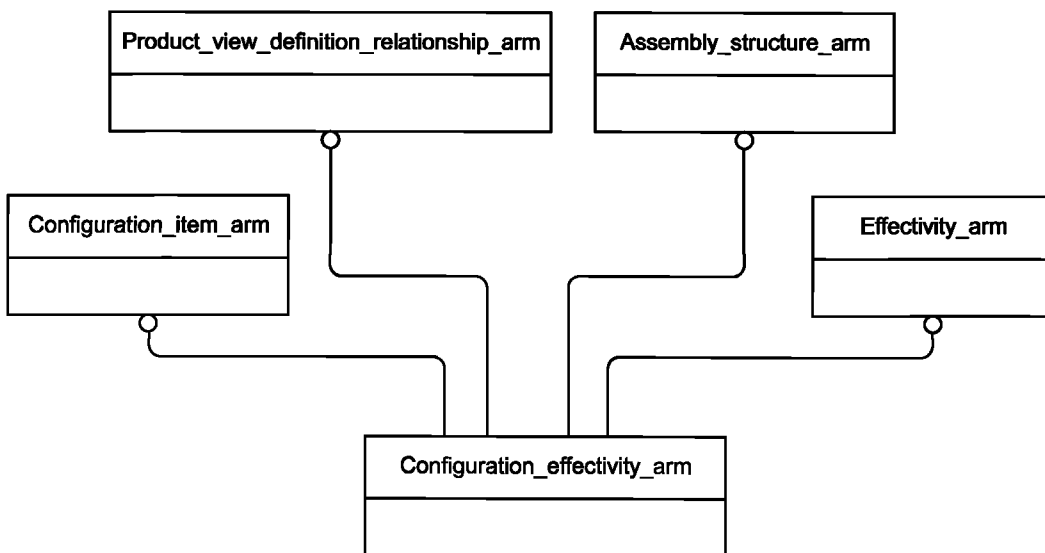 Product_view_definition_relationship_arm
Assembly_structure_arm
Configuration_item_arm
Effectivity_arm
Configuration_effectivity_arm